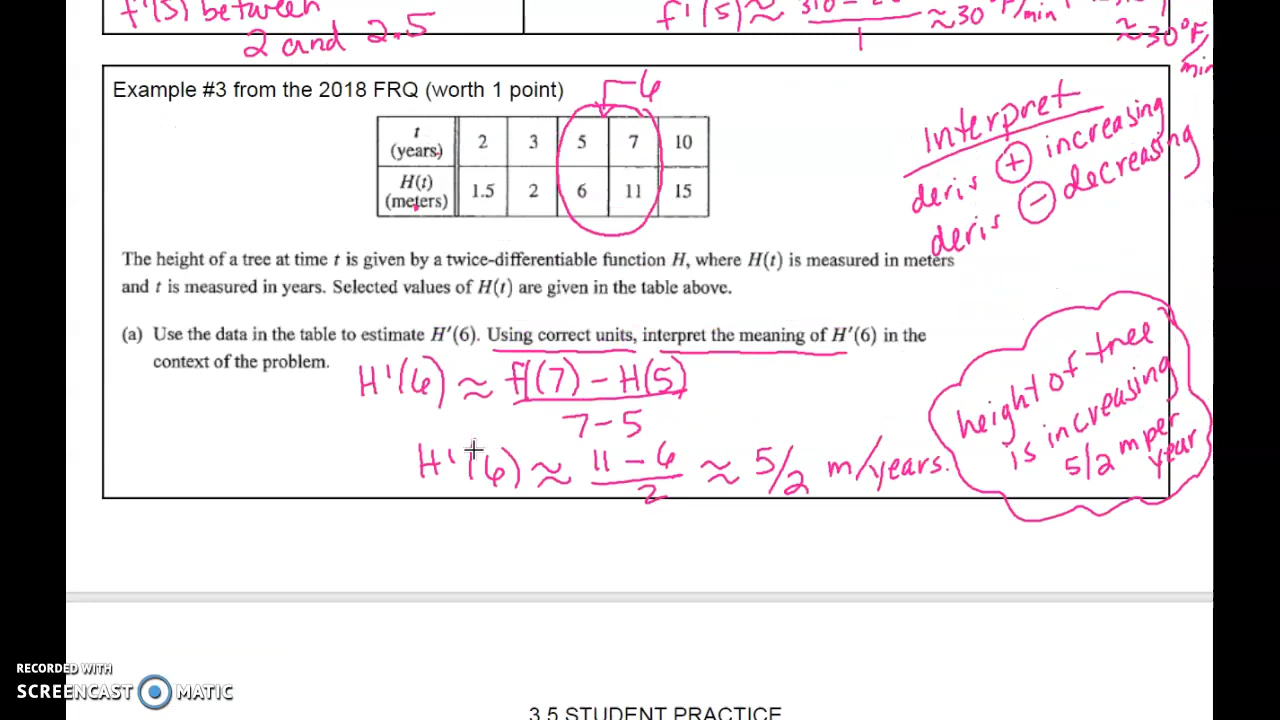 f'(5) between
2 and 2.5
f'(5) ≈
1
≈30 °F/min
≈30°F/min
Example #3 from the 2018 FRQ (worth 1 point)
6
t (years) 2 3 5 7 10
H(t) (meters) 1.5 2 6 11 15
Interpret
deriv ⊕ increasing
deriv ⊖ decreasing
The height of a tree at time t is given by a twice-differentiable function H, where H(t) is measured in meters
and t is measured in years. Selected values of H(t) are given in the table above.
(a) Use the data in the table to estimate H′(6). Using correct units, interpret the meaning of H′(6) in the
context of the problem.
H'(6) ≈ H(7) - H(5)
7-5
H'(6) ≈ 11 - 6 ≈ 5/2 m/years.
2
height of tree
is increasing
5/2 m per
year
3.5 STUDENT PRACTICE
RECORDED WITH
SCREENCAST MATIC